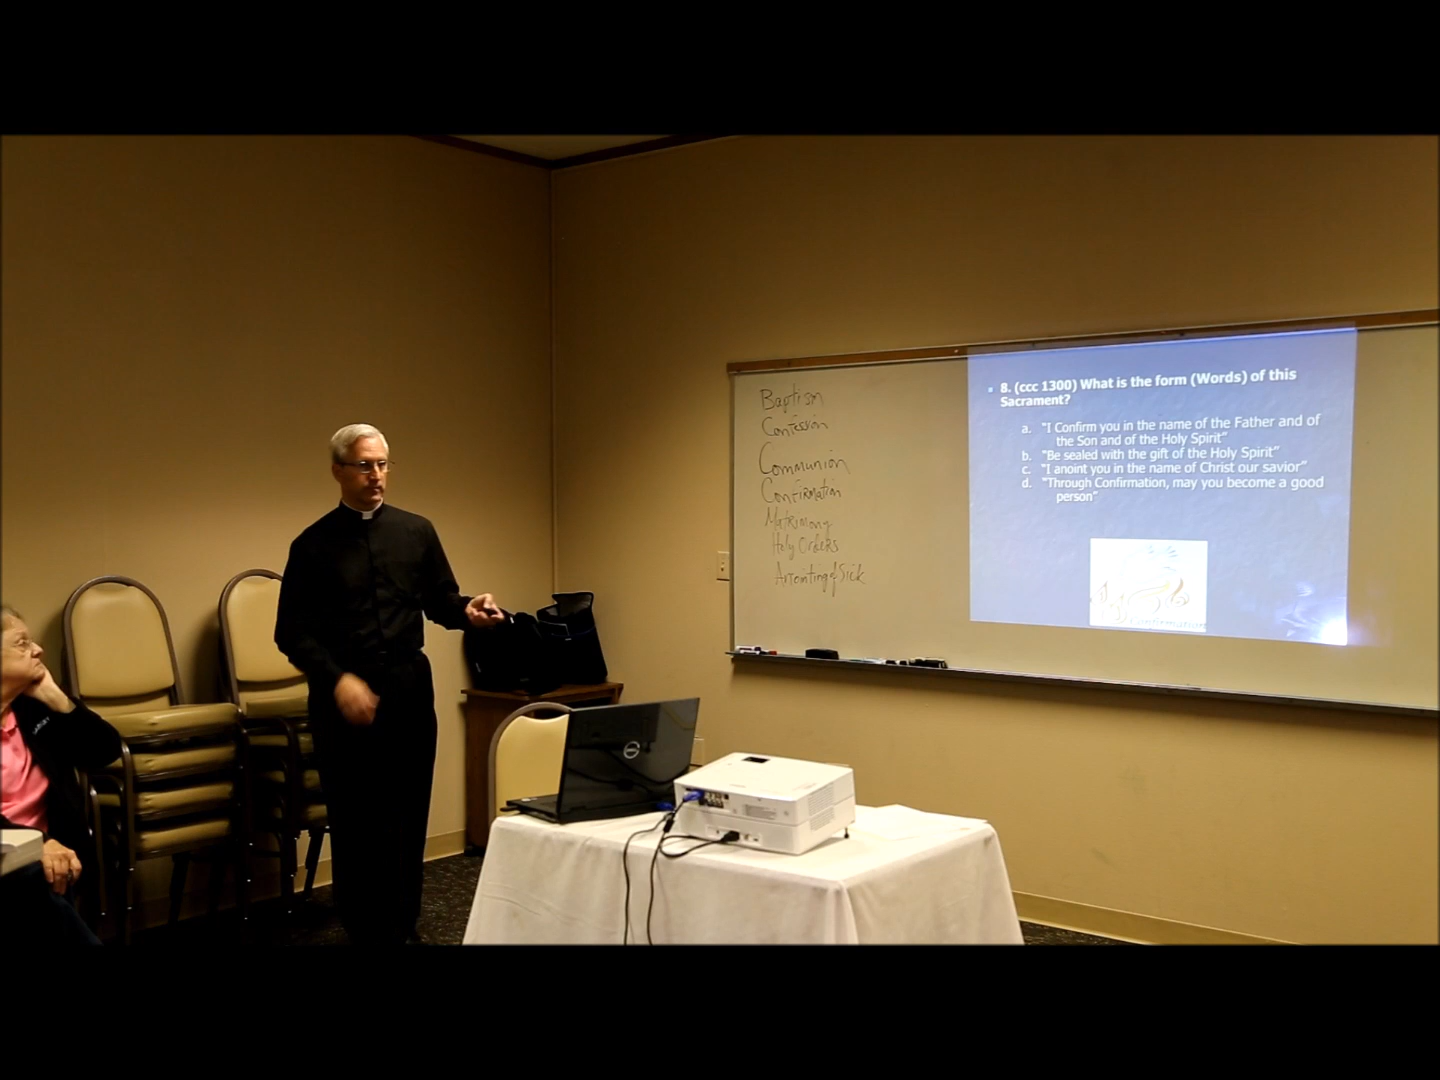 Baptism
Confession
Communion
Confirmation
Matrimony
Holy Orders
Anointing of Sick
8. (ccc 1300) What is the form (Words) of this
Sacrament?
a. "I Confirm you in the name of the Father and of
the Son and of the Holy Spirit"
b. "Be sealed with the gift of the Holy Spirit"
c. "I anoint you in the name of Christ our savior"
d. "Through Confirmation, may you become a good
person"
Confirmation
DELL